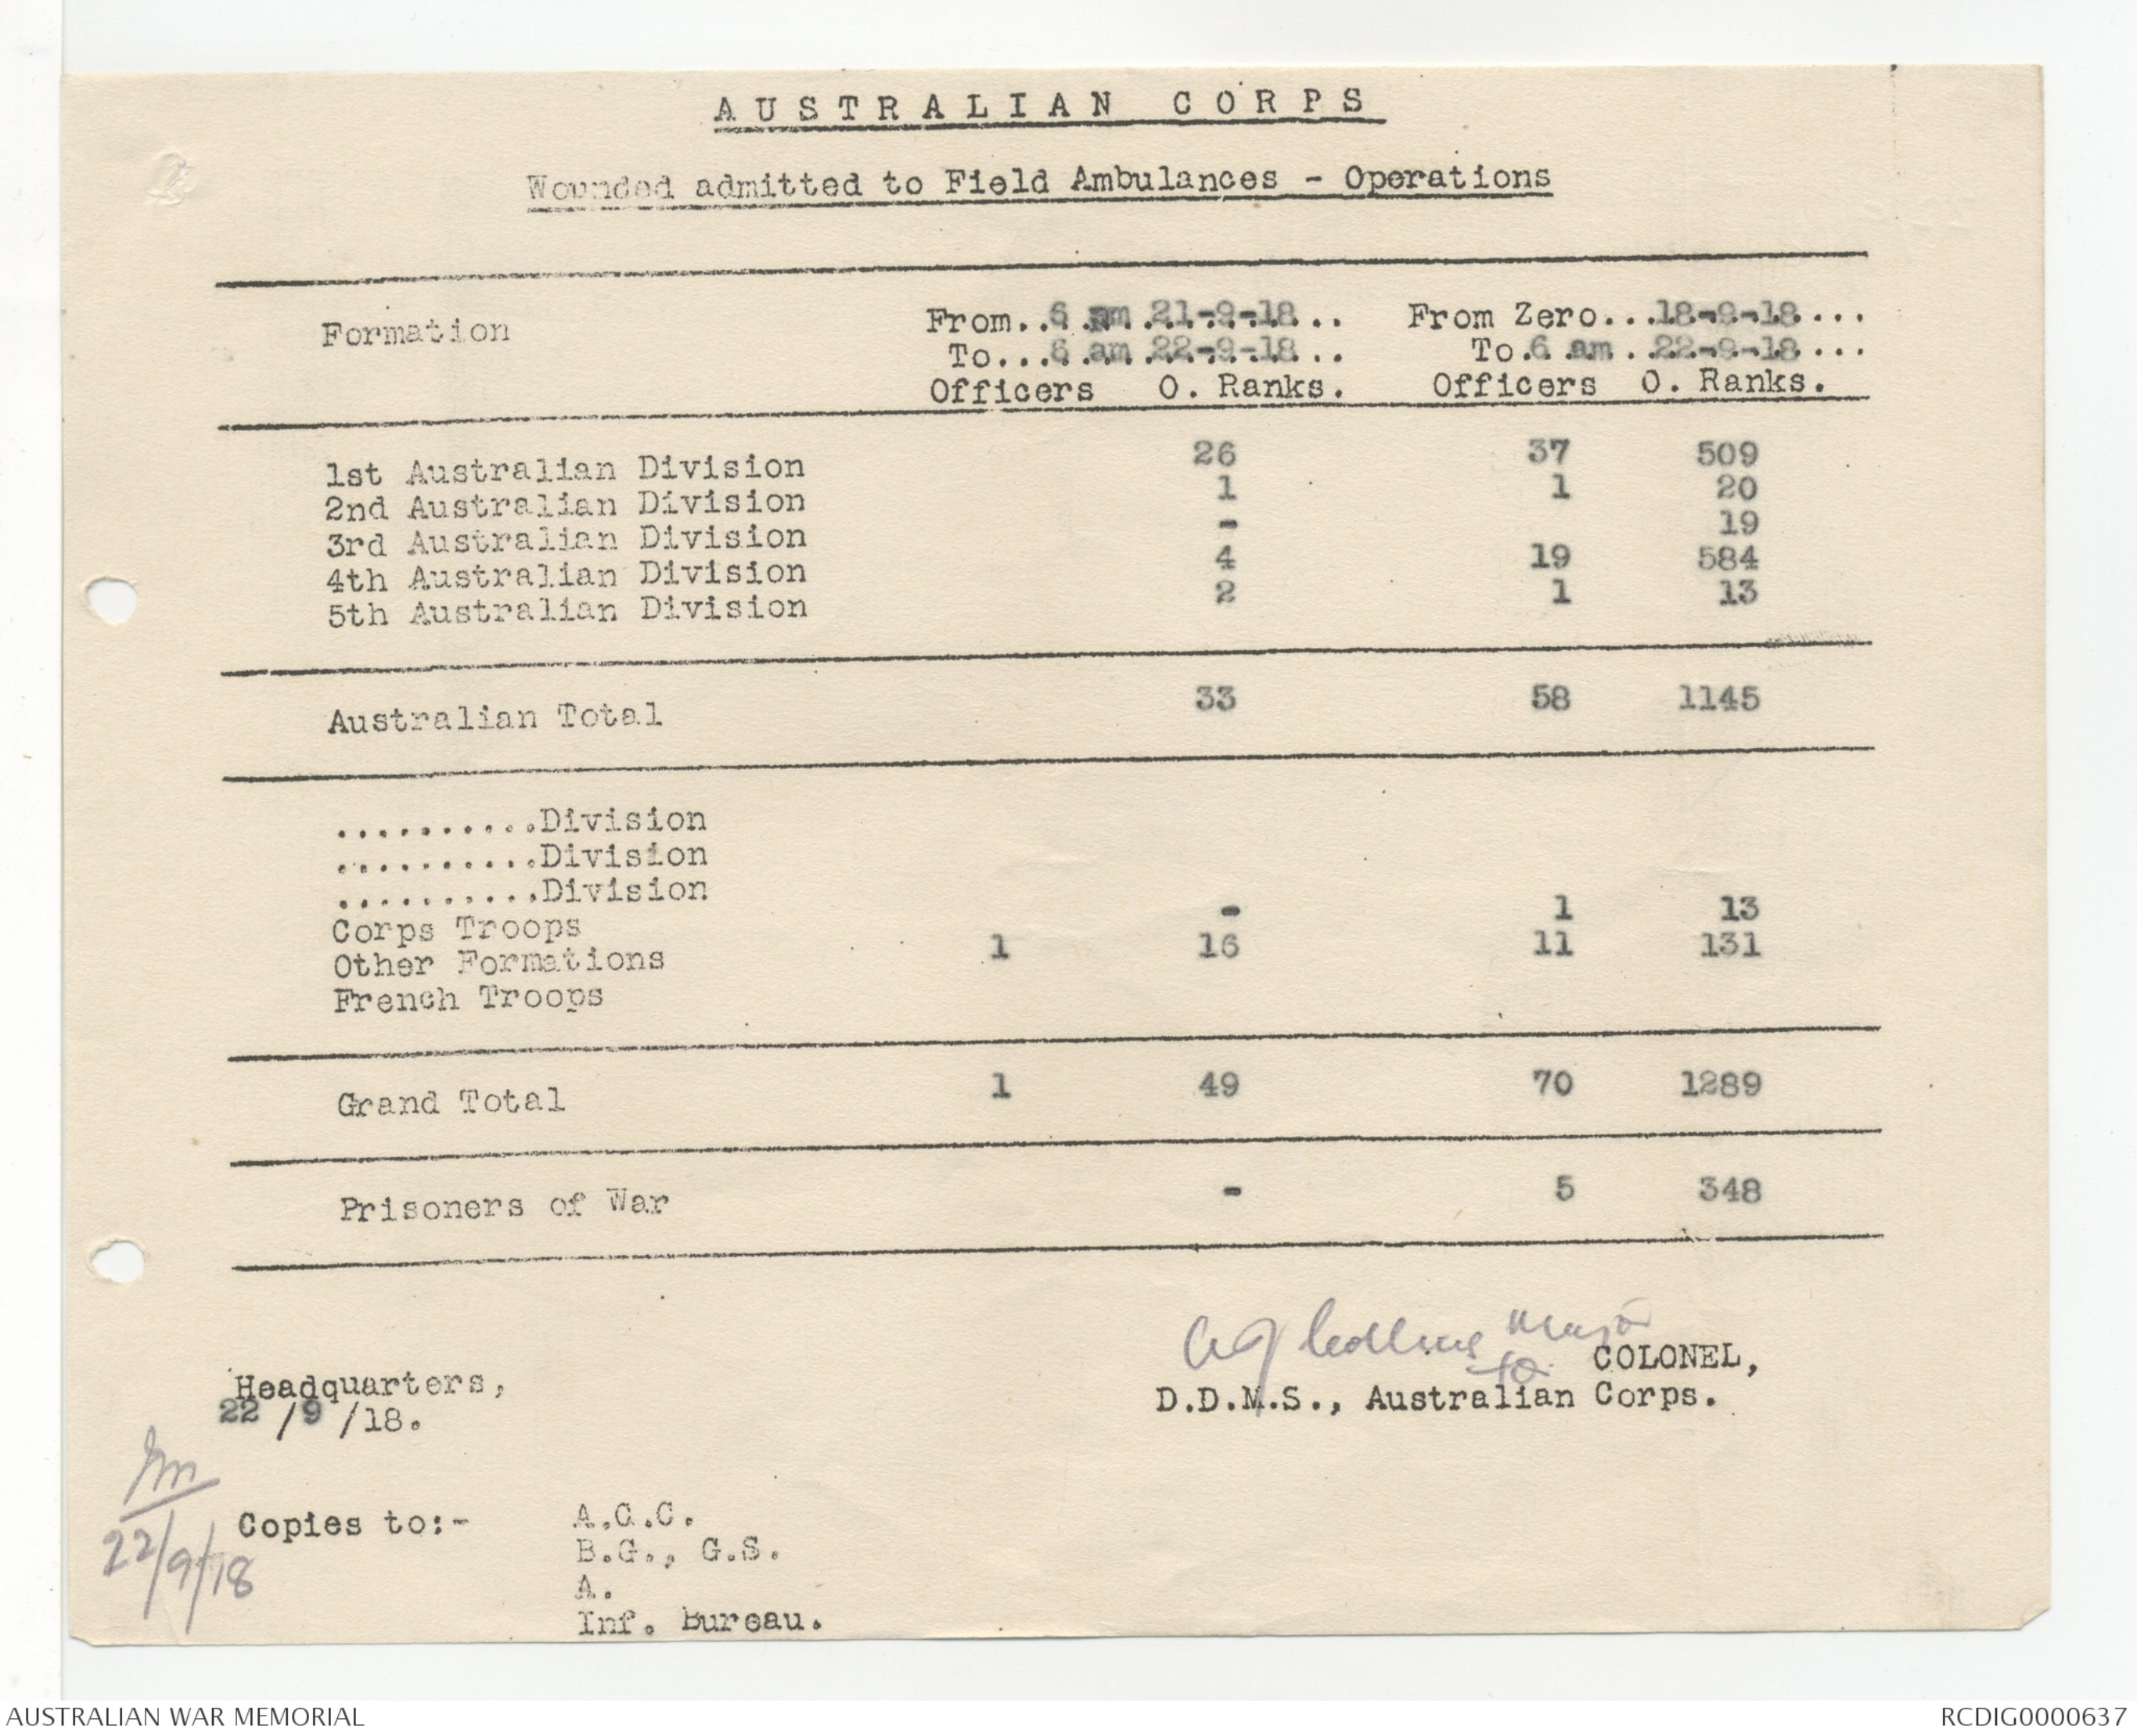 AUSTRALIAN CORPS
Wounded admitted to Field Ambulances - Operations
Formation From..6 am 21-9-18... From Zero...18-9-18...
To...6 am 22-9-18... To.6 am.22-9-18...
Officers O. Ranks. Officers O. Ranks.
1st Australian Division 26 37 509
2nd Australian Division 1 1 20
3rd Australian Division - 19
4th Australian Division 4 19 584
5th Australian Division 2 1 13
Australian Total 33 58 1145
..........Division
..........Division
..........Division
Corps Troops - 1 13
Other Formations 1 16 11 131
French Troops
Grand Total 1 49 70 1289
Prisoners of War - 5 348
Major
for COLONEL,
D.D.M.S., Australian Corps.
Headquarters,
22/9/18.
22/9/18
Copies to:- A.C.C.
B.G., G.S.
A.
Inf. Bureau.
AUSTRALIAN WAR MEMORIAL
RCDIG0000637